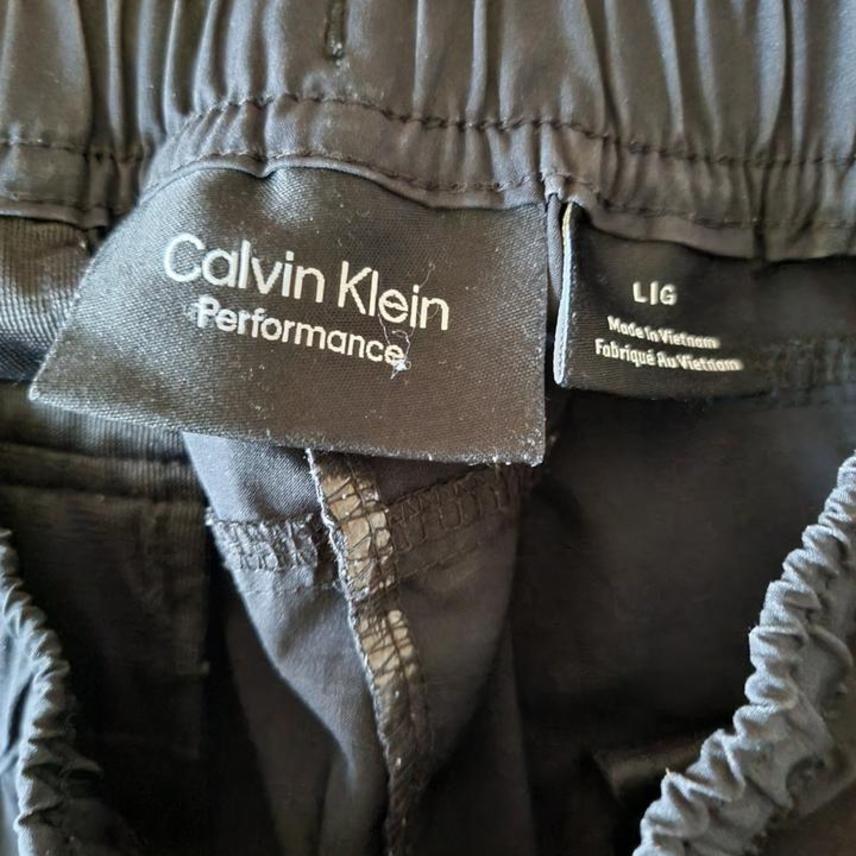 Calvin Klein
Performance
L|G
Made In Vietnam
Fabriqué Au Vietnam